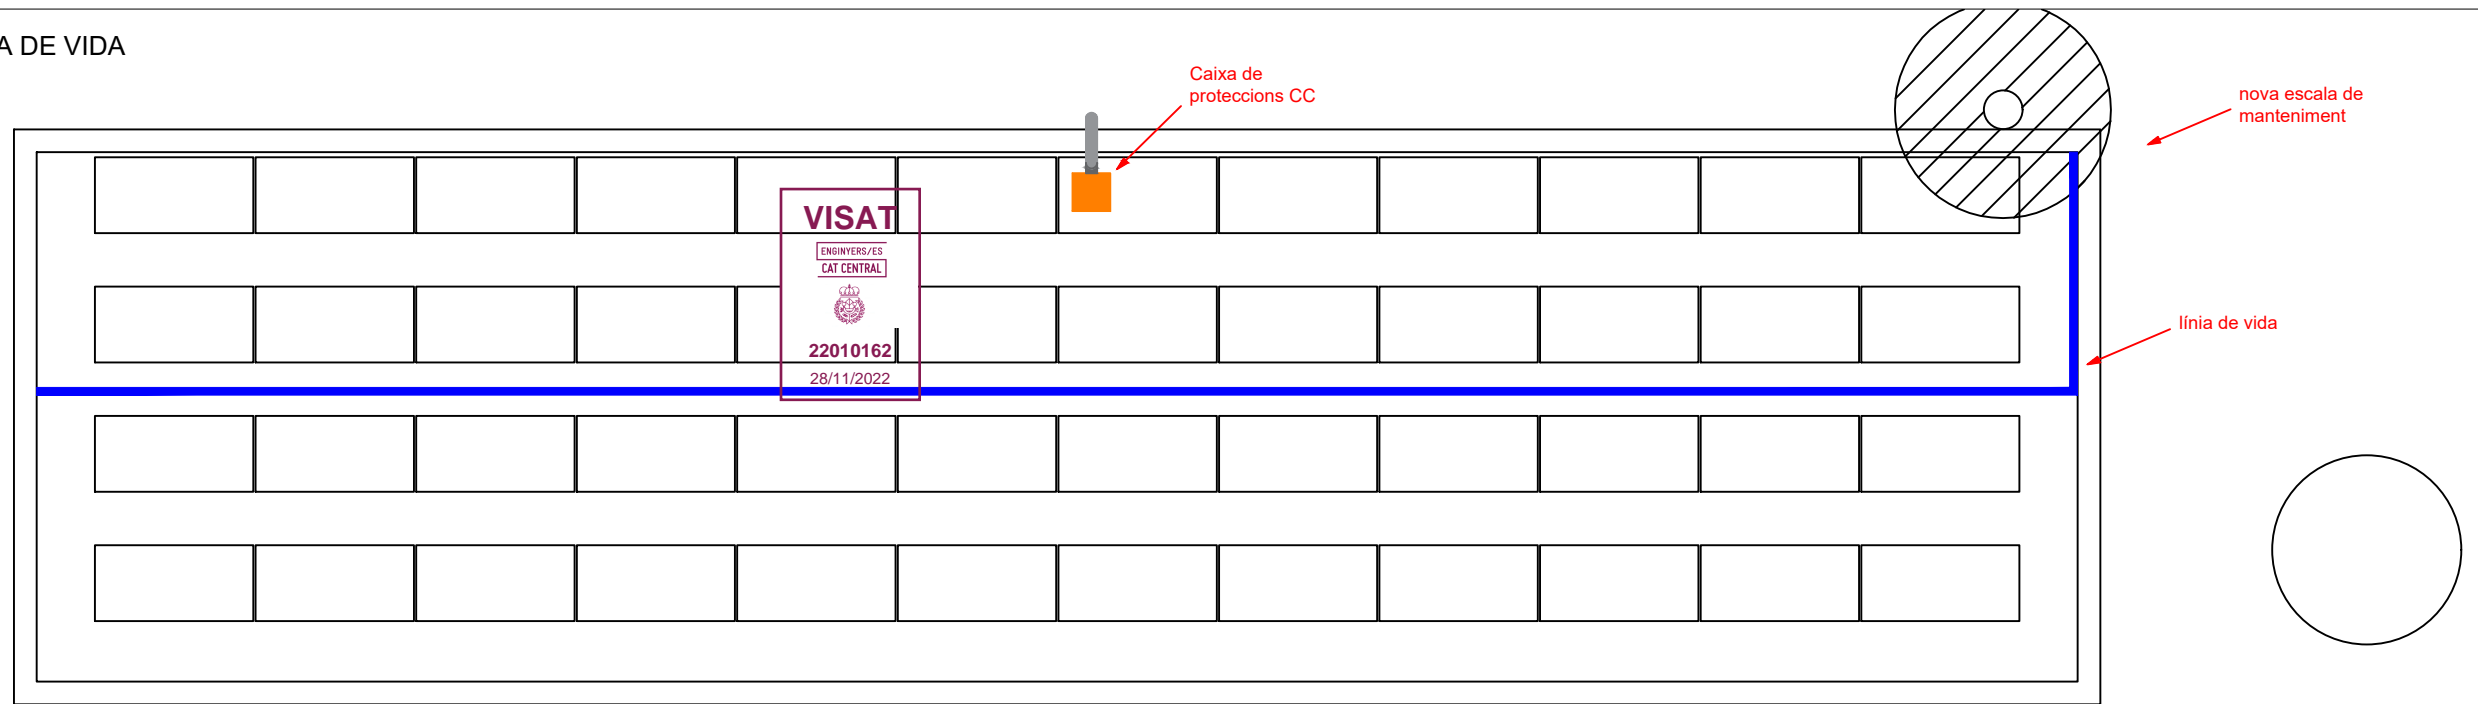 A DE VIDA
Caixa de
proteccions CC
nova escala de
manteniment
VISAT
ENGINYERS/ES
CAT CENTRAL
22010162
28/11/2022
línia de vida